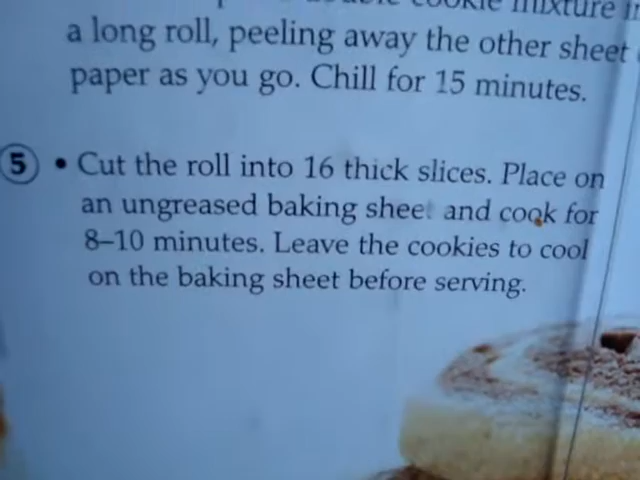 cookie mixture
a long roll, peeling away the other sheet
paper as you go. Chill for 15 minutes.
5 • Cut the roll into 16 thick slices. Place on
an ungreased baking sheet and cook for
8–10 minutes. Leave the cookies to cool
on the baking sheet before serving.